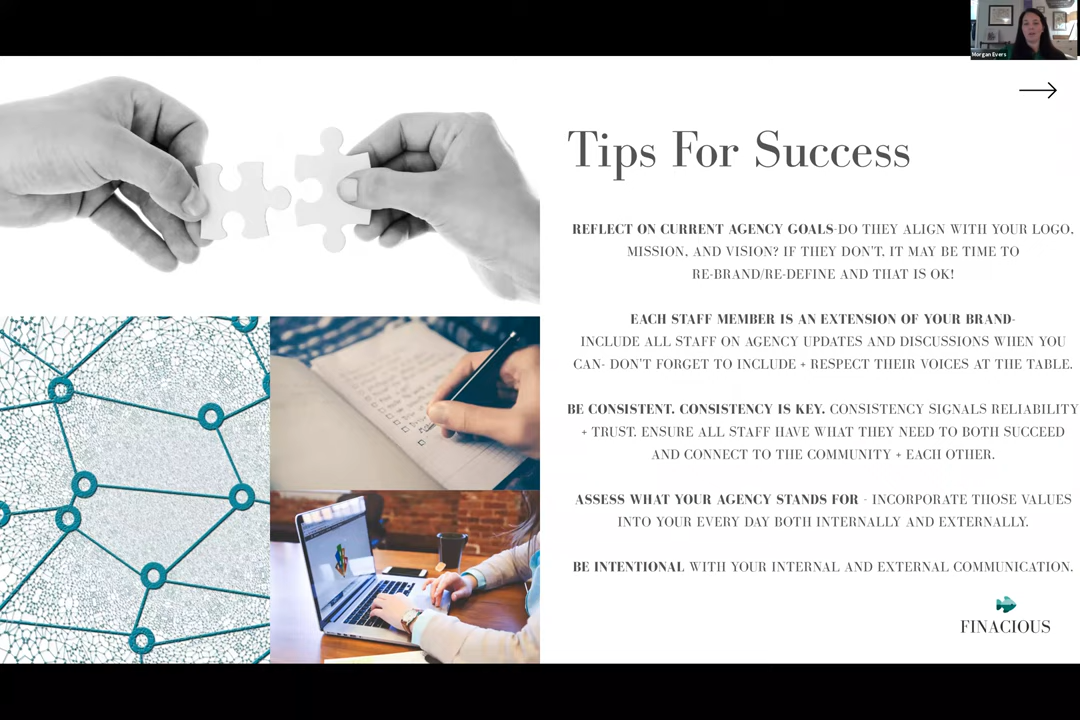 Morgan Evers
Tips For Success
REFLECT ON CURRENT AGENCY GOALS-DO THEY ALIGN WITH YOUR LOGO,
MISSION, AND VISION? IF THEY DON'T, IT MAY BE TIME TO
RE-BRAND/RE-DEFINE AND THAT IS OK!
EACH STAFF MEMBER IS AN EXTENSION OF YOUR BRAND-
INCLUDE ALL STAFF ON AGENCY UPDATES AND DISCUSSIONS WHEN YOU
CAN- DON'T FORGET TO INCLUDE + RESPECT THEIR VOICES AT THE TABLE.
BE CONSISTENT. CONSISTENCY IS KEY. CONSISTENCY SIGNALS RELIABILITY
+ TRUST. ENSURE ALL STAFF HAVE WHAT THEY NEED TO BOTH SUCCEED
AND CONNECT TO THE COMMUNITY + EACH OTHER.
ASSESS WHAT YOUR AGENCY STANDS FOR - INCORPORATE THOSE VALUES
INTO YOUR EVERY DAY BOTH INTERNALLY AND EXTERNALLY.
BE INTENTIONAL WITH YOUR INTERNAL AND EXTERNAL COMMUNICATION.
FINACIOUS